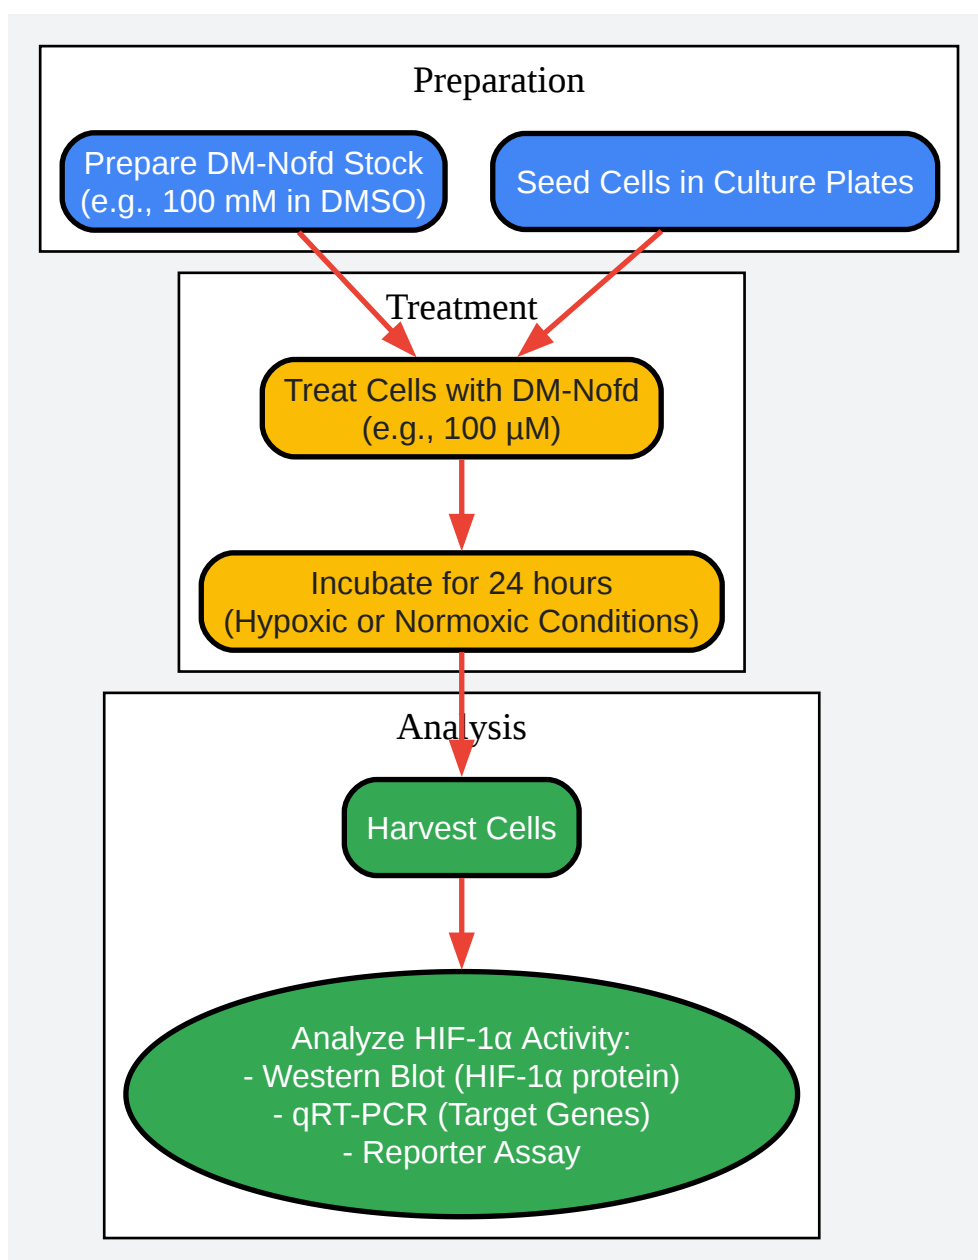 Preparation
Prepare DM-Nofd Stock
(e.g., 100 mM in DMSO)
Seed Cells in Culture Plates
Treatment
Treat Cells with DM-Nofd
(e.g., 100 µM)
Incubate for 24 hours
(Hypoxic or Normoxic Conditions)
Analysis
Harvest Cells
Analyze HIF-1α Activity:
- Western Blot (HIF-1α protein)
- qRT-PCR (Target Genes)
- Reporter Assay